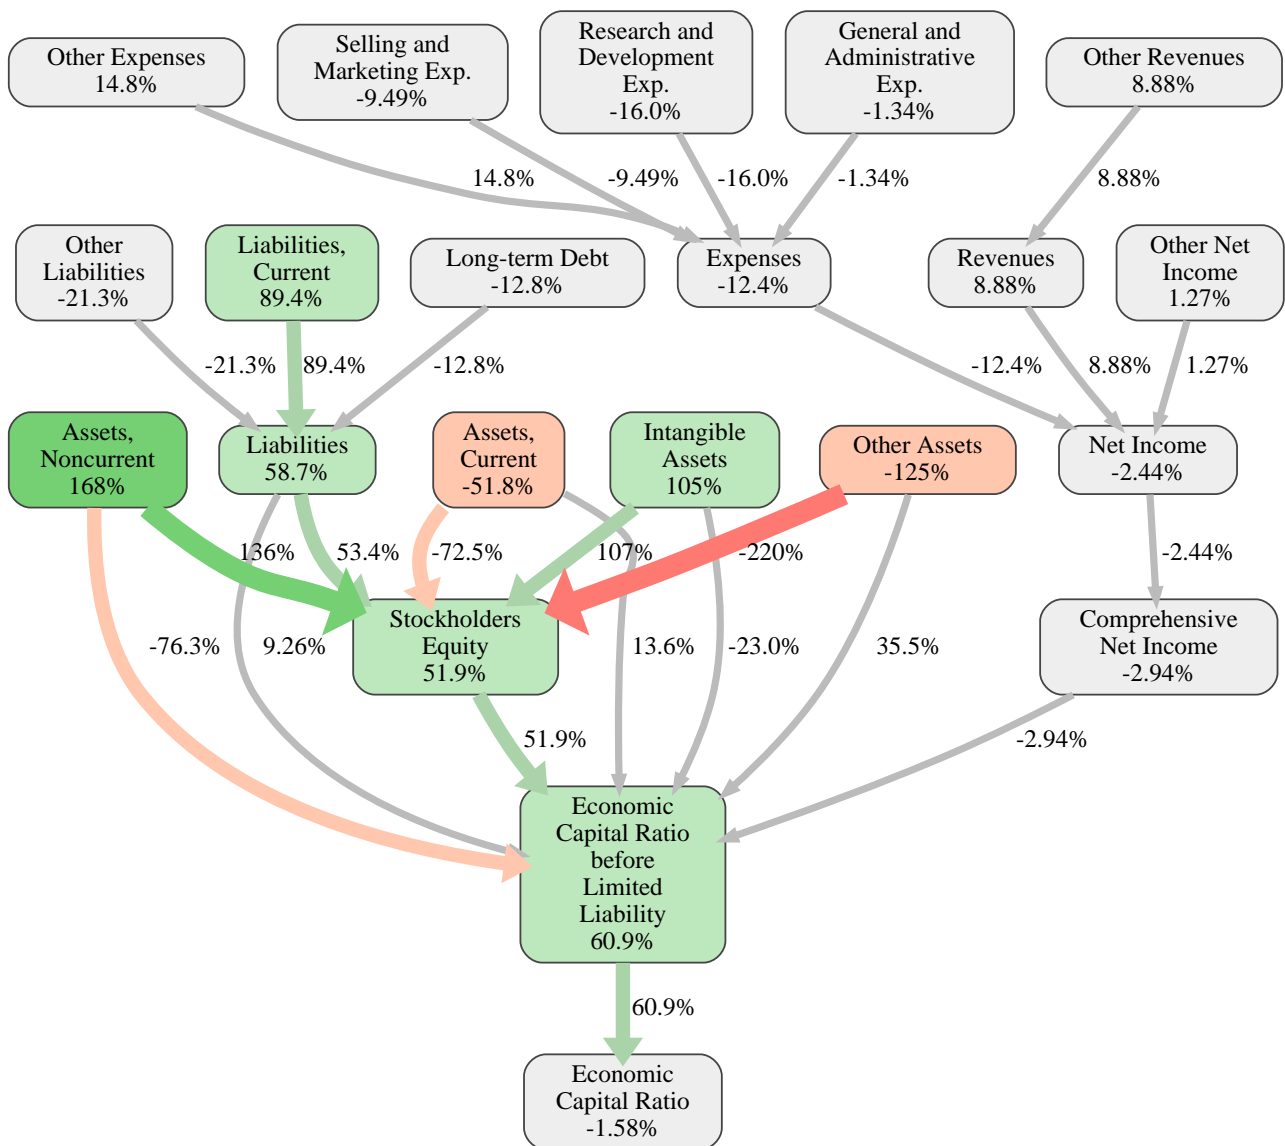 Other Expenses
14.8%
Selling and
Marketing Exp.
-9.49%
Research and
Development
Exp.
-16.0%
General and
Administrative
Exp.
-1.34%
Other Revenues
8.88%
14.8%
-9.49%
-16.0%
-1.34%
8.88%
Other
Liabilities
-21.3%
Liabilities,
Current
89.4%
Long-term Debt
-12.8%
Expenses
-12.4%
Revenues
8.88%
Other Net
Income
1.27%
-21.3%
89.4%
-12.8%
-12.4%
8.88%
1.27%
Assets,
Noncurrent
168%
Liabilities
58.7%
Assets,
Current
-51.8%
Intangible
Assets
105%
Other Assets
-125%
Net Income
-2.44%
136%
53.4%
-72.5%
107%
-220%
-2.44%
Stockholders
Equity
51.9%
Comprehensive
Net Income
-2.94%
-76.3%
9.26%
13.6%
-23.0%
35.5%
51.9%
-2.94%
Economic
Capital Ratio
before
Limited
Liability
60.9%
60.9%
Economic
Capital Ratio
-1.58%